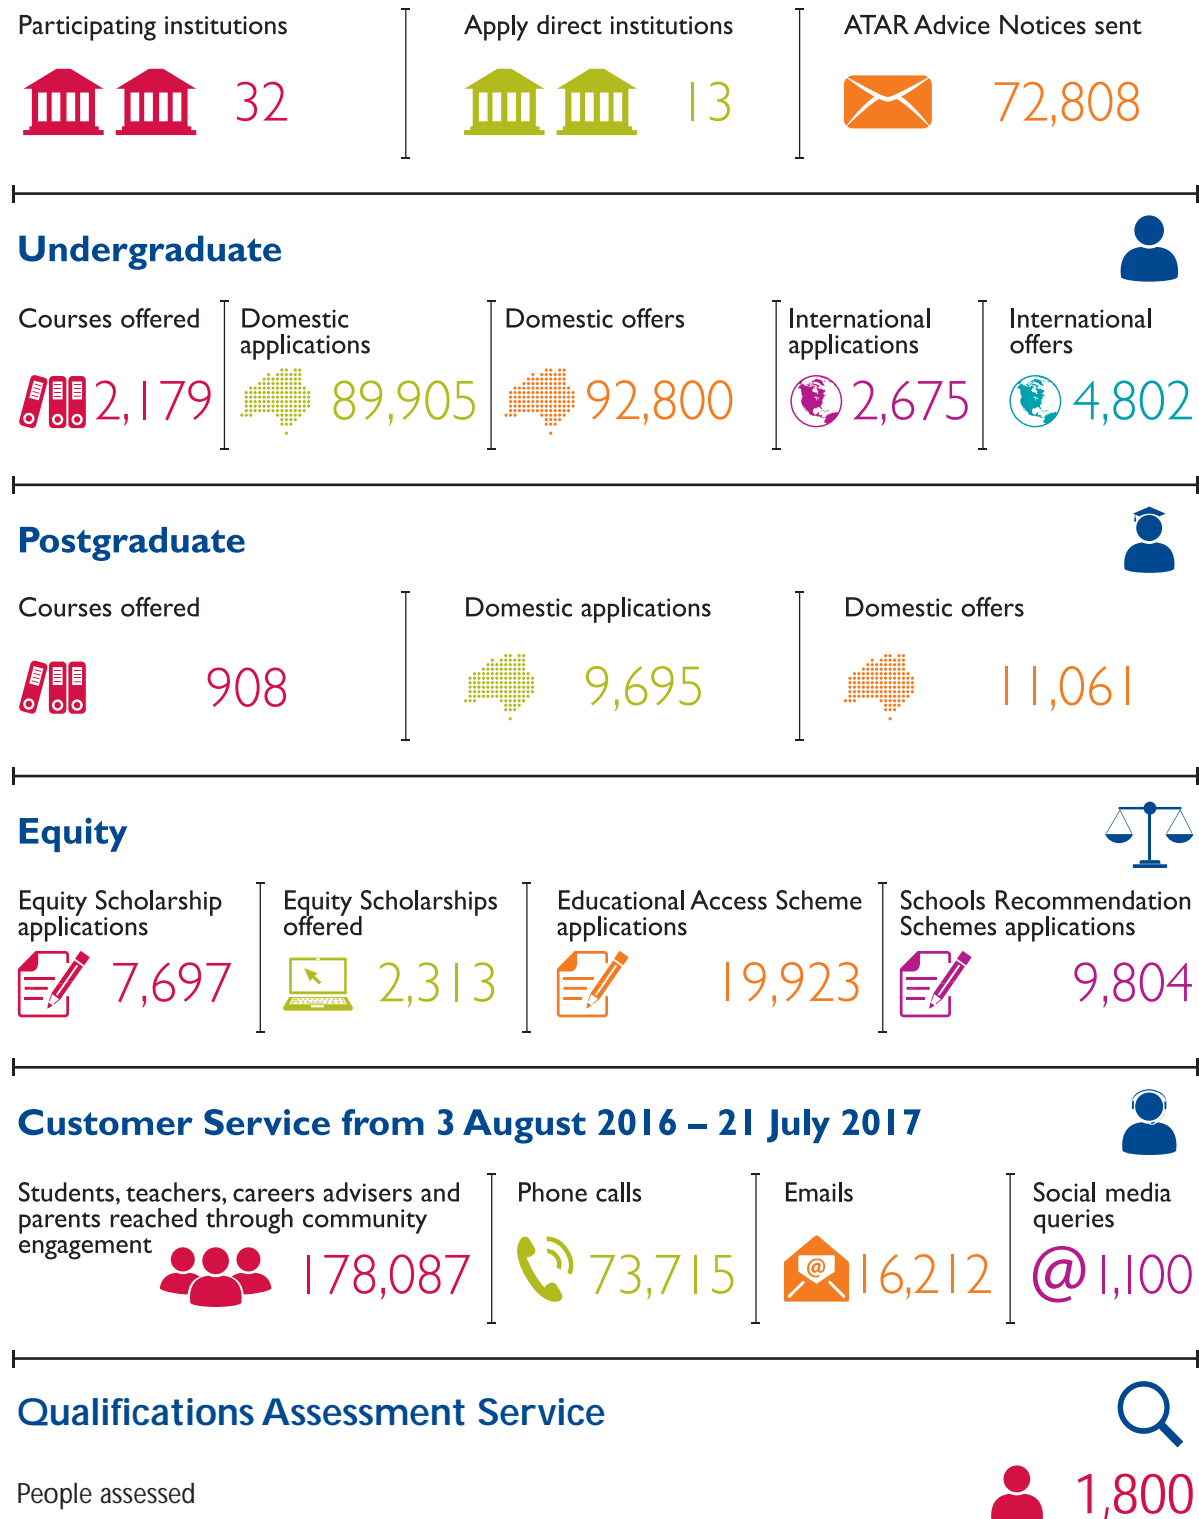 Participating institutions
32
Apply direct institutions
13
ATAR Advice Notices sent
72,808
Undergraduate
Courses offered
2,179
Domestic
applications
89,905
Domestic offers
92,800
International
applications
2,675
International
offers
4,802
Postgraduate
Courses offered
908
Domestic applications
9,695
Domestic offers
11,061
Equity
Equity Scholarship
applications
7,697
Equity Scholarships
offered
2,313
Educational Access Scheme
applications
19,923
Schools Recommendation
Schemes applications
9,804
Customer Service from 3 August 2016 – 21 July 2017
Students, teachers, careers advisers and
parents reached through community
engagement
178,087
Phone calls
73,715
Emails
@
16,212
Social media
queries
@
1,100
Qualifications Assessment Service
People assessed
1,800